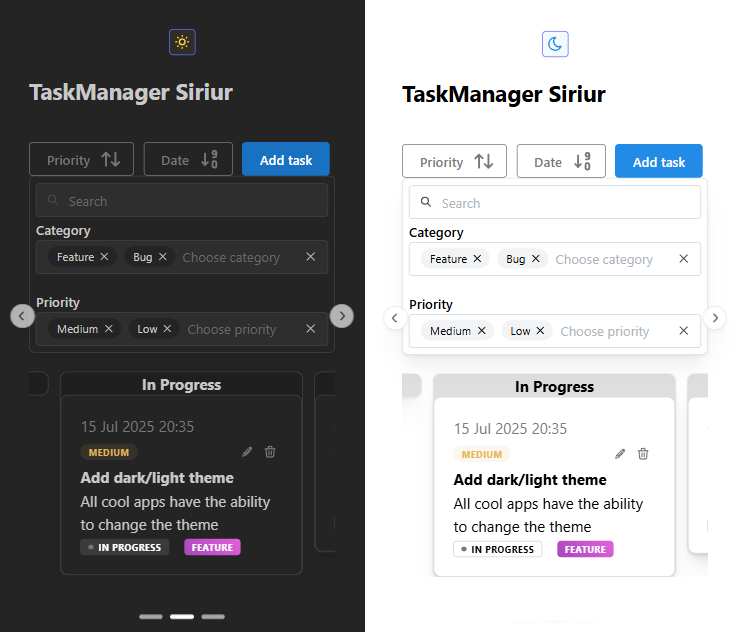 TaskManager Siriur
Priority Date 9 0 Add task
Search
Category
Feature Bug Choose category
Priority
Medium Low Choose priority
In Progress
15 Jul 2025 20:35
MEDIUM
Add dark/light theme
All cool apps have the ability
to change the theme
IN PROGRESS FEATURE
TaskManager Siriur
Priority Date 9 0 Add task
Search
Category
Feature Bug Choose category
Priority
Medium Low Choose priority
In Progress
15 Jul 2025 20:35
MEDIUM
Add dark/light theme
All cool apps have the ability
to change the theme
IN PROGRESS FEATURE